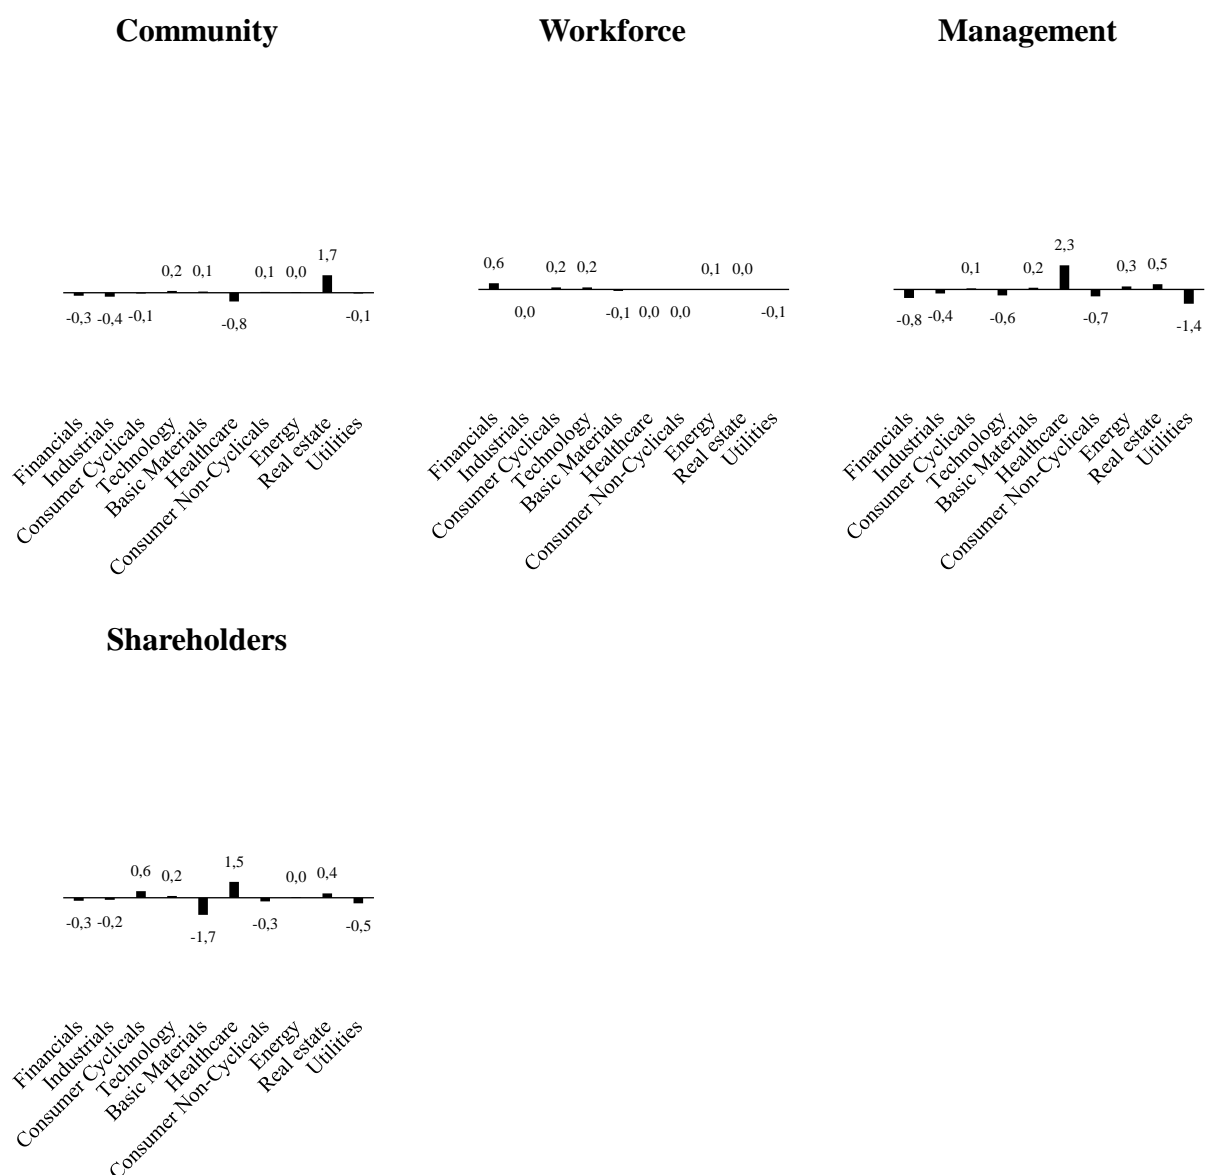 Community
Workforce
Management
1,7
0,2 0,1 0,1 0,0
-0,3 -0,4 -0,1 -0,8 -0,1
0,6 0,2 0,2 0,1 0,0
0,0 -0,1 0,0 0,0 -0,1
2,3
0,1 0,2 0,3 0,5
-0,8 -0,4 -0,6 -0,7 -1,4
Financials
Industrials
Consumer Cyclicals
Technology
Basic Materials
Healthcare
Consumer Non-Cyclicals
Energy
Real estate
Utilities
Financials
Industrials
Consumer Cyclicals
Technology
Basic Materials
Healthcare
Consumer Non-Cyclicals
Energy
Real estate
Utilities
Financials
Industrials
Consumer Cyclicals
Technology
Basic Materials
Healthcare
Consumer Non-Cyclicals
Energy
Real estate
Utilities
Shareholders
0,6 0,2 1,5 0,0 0,4
-0,3 -0,2 -1,7 -0,3 -0,5
Financials
Industrials
Consumer Cyclicals
Technology
Basic Materials
Healthcare
Consumer Non-Cyclicals
Energy
Real estate
Utilities